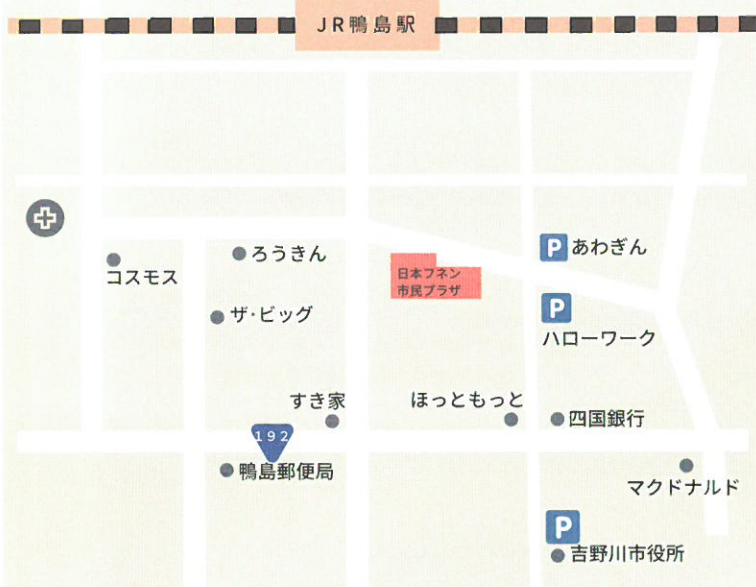 JR鴨島駅
P あわぎん
ろうきん
コスモス
日本フネン
市民プラザ
ザ・ビッグ
P
ハローワーク
すき家
ほっともっと
四国銀行
192
鴨島郵便局
マクドナルド
P
吉野川市役所